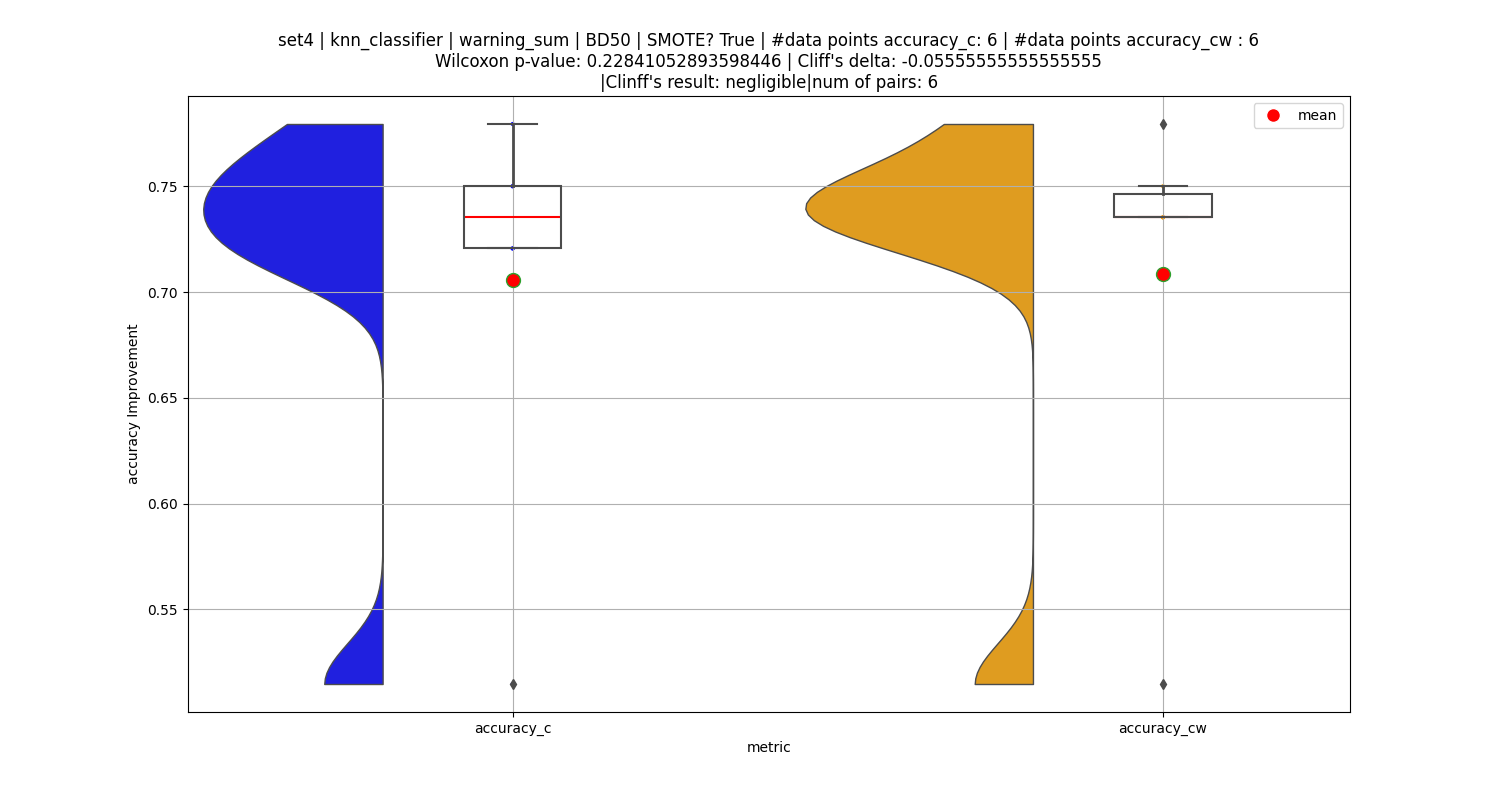 set4 | knn_classifier | warning_sum | BD50 | SMOTE? True | #data points accuracy_c: 6 | #data points accuracy_cw : 6
Wilcoxon p-value: 0.22841052893598446 | Cliff's delta: -0.05555555555555555
|Clinff's result: negligible|num of pairs: 6
mean
0.75
0.70
0.65
0.60
0.55
accuracy Improvement
accuracy_c
accuracy_cw
metric